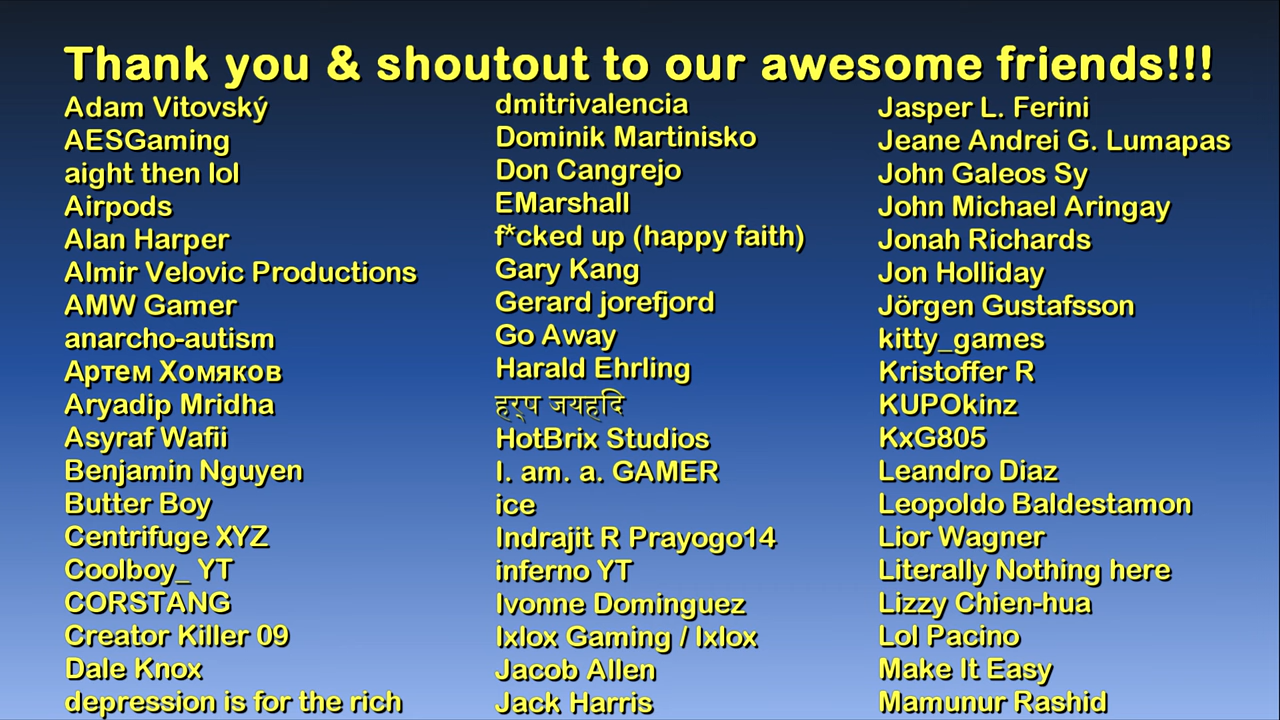 Thank you & shoutout to our awesome friends!!!
Adam Vitovský
AESGaming
aight then lol
Airpods
Alan Harper
Almir Velovic Productions
AMW Gamer
anarcho-autism
Артем Хомяков
Aryadip Mridha
Asyraf Wafii
Benjamin Nguyen
Butter Boy
Centrifuge XYZ
Coolboy_ YT
CORSTANG
Creator Killer 09
Dale Knox
depression is for the rich
dmitrivalencia
Dominik Martinisko
Don Cangrejo
EMarshall
f*cked up (happy faith)
Gary Kang
Gerard jorefjord
Go Away
Harald Ehrling
हर्‌प जयहदि
HotBrix Studios
I. am. a. GAMER
ice
Indrajit R Prayogo14
inferno YT
Ivonne Dominguez
Ixlox Gaming / Ixlox
Jacob Allen
Jack Harris
Jasper L. Ferini
Jeane Andrei G. Lumapas
John Galeos Sy
John Michael Aringay
Jonah Richards
Jon Holliday
Jörgen Gustafsson
kitty_games
Kristoffer R
KUPOkinz
KxG805
Leandro Diaz
Leopoldo Baldestamon
Lior Wagner
Literally Nothing here
Lizzy Chien-hua
Lol Pacino
Make It Easy
Mamunur Rashid